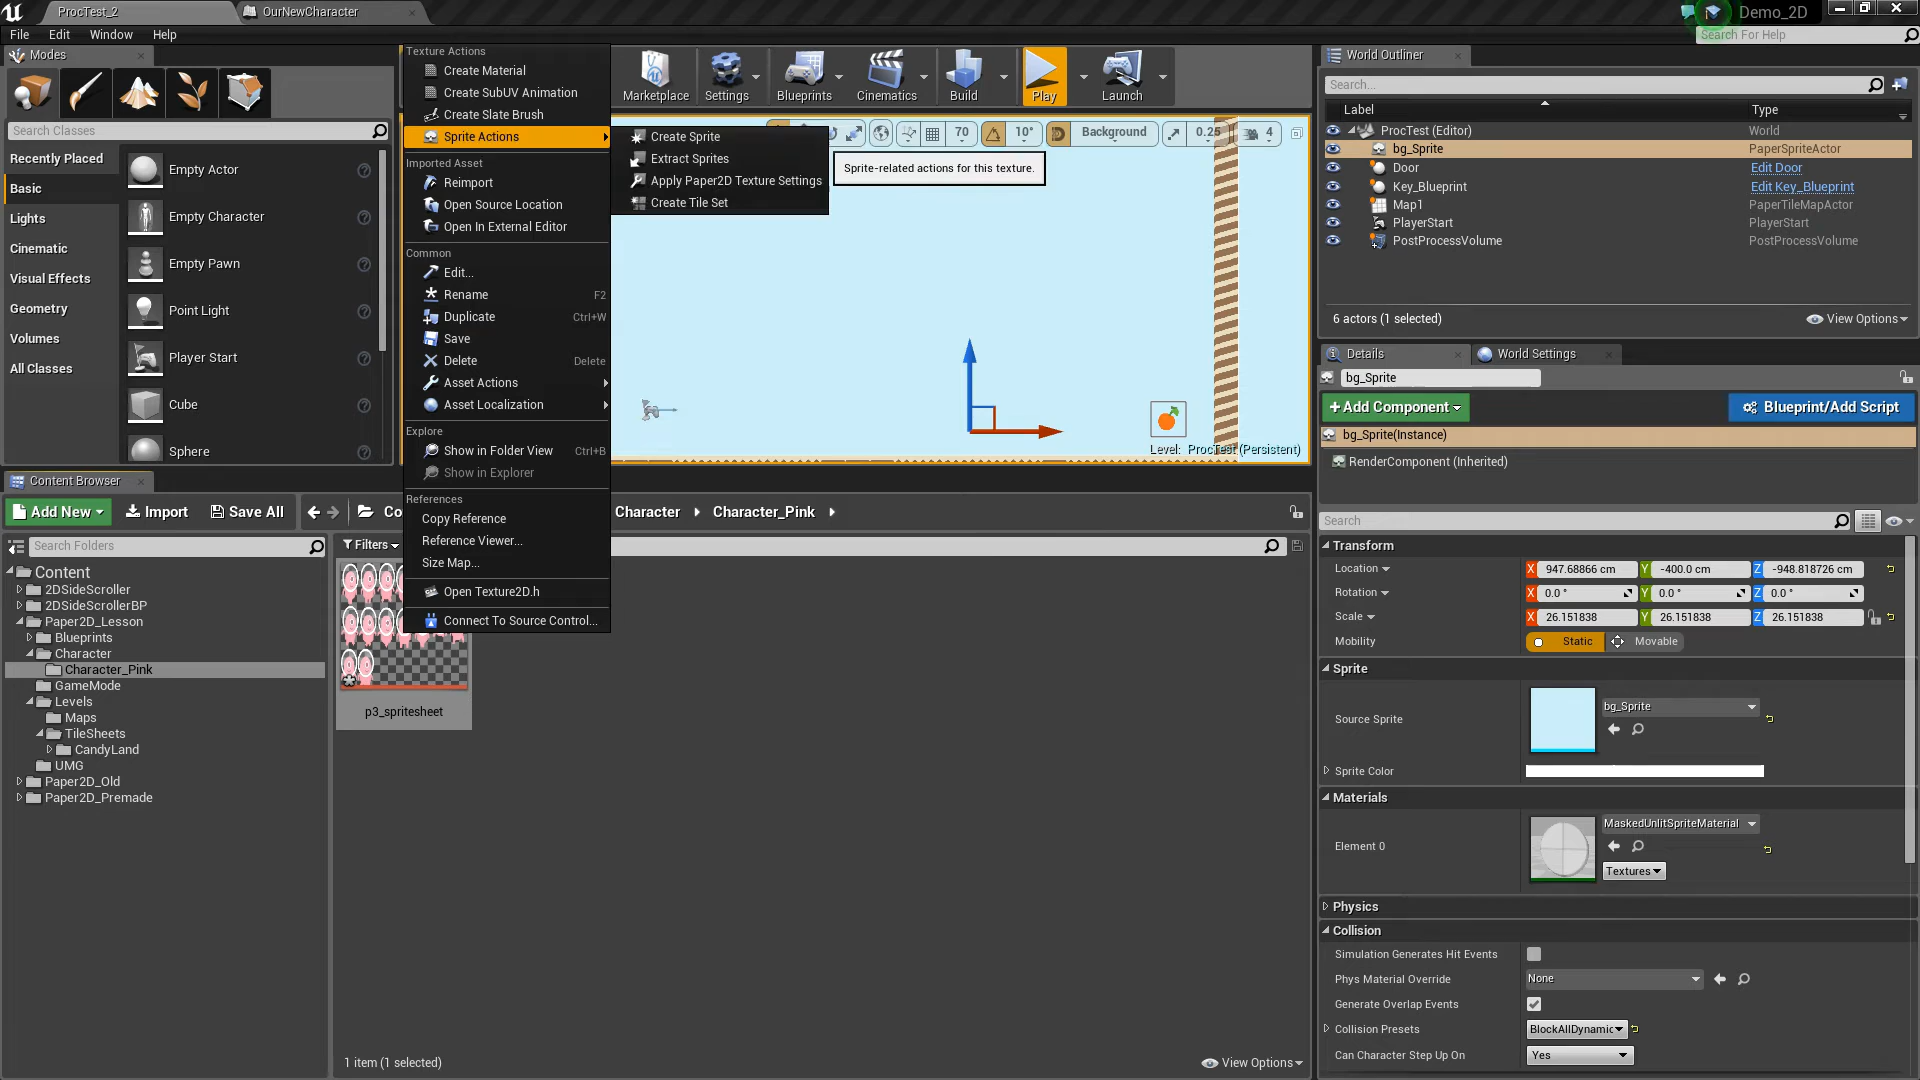 ProcTest_2
OurNewCharacter
Demo_2D
File Edit Window Help
Search For Help
Modes
Search Classes
Recently Placed
Basic
Lights
Cinematic
Visual Effects
Geometry
Volumes
All Classes
Empty Actor
Empty Character
Empty Pawn
Point Light
Player Start
Cube
Sphere
Texture Actions
Create Material
Create SubUV Animation
Create Slate Brush
Sprite Actions
Imported Asset
Reimport
Open Source Location
Open In External Editor
Common
Edit...
Rename F2
Duplicate Ctrl+W
Save
Delete Delete
Asset Actions
Asset Localization
Explore
Show in Folder View Ctrl+B
Show in Explorer
References
Copy Reference
Reference Viewer...
Size Map...
Open Texture2D.h
Connect To Source Control...
Create Sprite
Extract Sprites
Apply Paper2D Texture Settings
Create Tile Set
Sprite-related actions for this texture.
Marketplace
Settings
Blueprints
Cinematics
Build
Play
Launch
70
10°
Background
0.25
4
Level: ProcTest (Persistent)
World Outliner
Search...
Label Type
ProcTest (Editor) World
bg_Sprite PaperSpriteActor
Door Edit Door
Key_Blueprint Edit Key_Blueprint
Map1 PaperTileMapActor
PlayerStart PlayerStart
PostProcessVolume PostProcessVolume
6 actors (1 selected)
View Options
Details
World Settings
bg_Sprite
+Add Component
Blueprint/Add Script
bg_Sprite(Instance)
RenderComponent (Inherited)
Search
Transform
Location X 947.68866 cm Y -400.0 cm Z -948.818726 cm
Rotation X 0.0 ° Y 0.0 ° Z 0.0 °
Scale X 26.151838 Y 26.151838 Z 26.151838
Mobility Static Movable
Sprite
Source Sprite
bg_Sprite
Sprite Color
Materials
Element 0
MaskedUnlitSpriteMaterial
Textures
Physics
Collision
Simulation Generates Hit Events
Phys Material Override None
Generate Overlap Events
Collision Presets BlockAllDynamic
Can Character Step Up On Yes
Content Browser
Add New
Import
Save All
Co
Character
Character_Pink
Search Folders
Filters
Content
2DSideScroller
2DSideScrollerBP
Paper2D_Lesson
Blueprints
Character
Character_Pink
GameMode
Levels
Maps
TileSheets
CandyLand
UMG
Paper2D_Old
Paper2D_Premade
p3_spritesheet
1 item (1 selected)
View Options